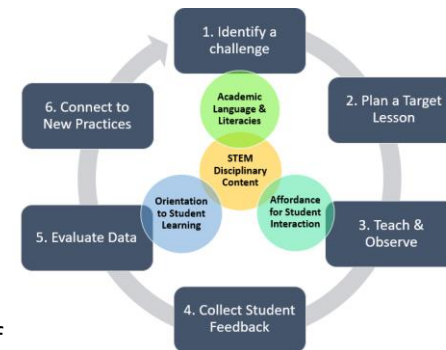 1. Identify a
challenge
2. Plan a Target
Lesson
3. Teach &
Observe
4. Collect Student
Feedback
5. Evaluate Data
6. Connect to
New Practices
Academic
Language &
Literacies
STEM
Disciplinary
Content
Orientation
to Student
Learning
Affordance
for Student
Interaction